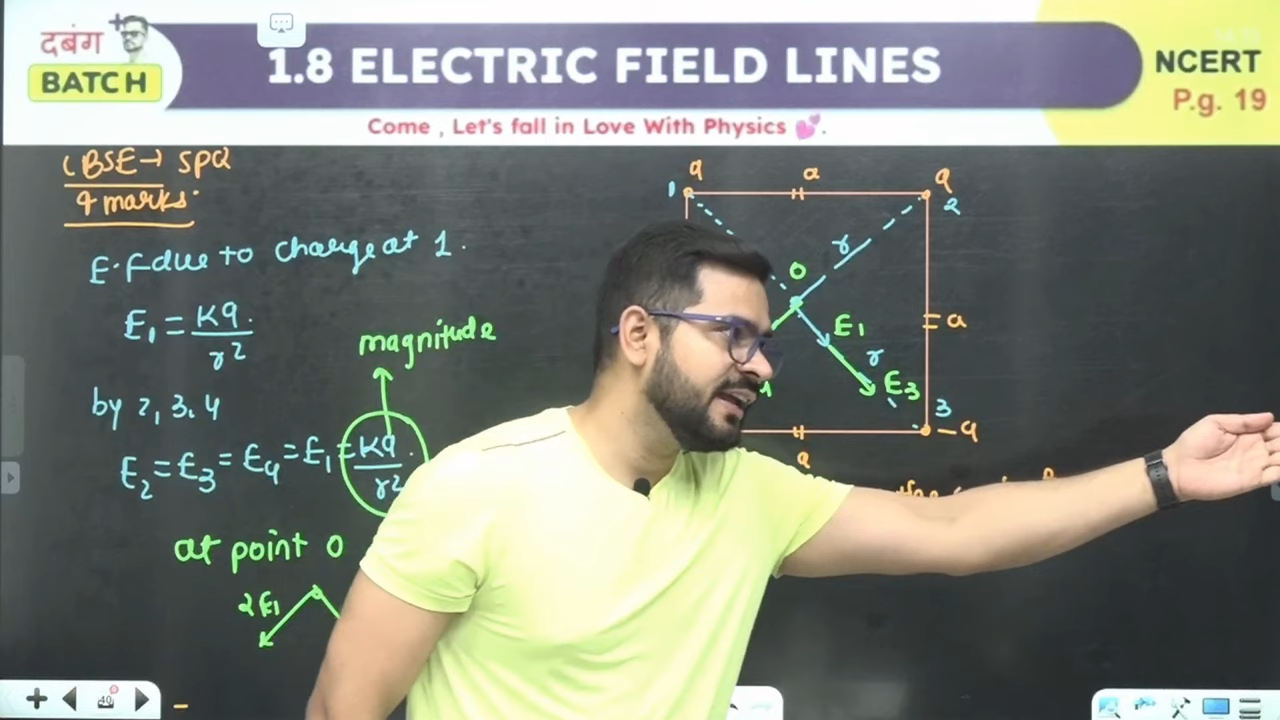 दबंग
BATCH
1.8 ELECTRIC FIELD LINES
NCERT
P.g. 19
Come , Let's fall in Love With Physics 💕.
CBSE→ SPQ
4 marks
E.F due to charge at 1.
E₁ = Kq/r²
magnitude
by 2, 3, 4
E₂ = E₃ = E₄ = E₁ = Kq/r²
at point O
2E₁
q
a
q
1
2
r
O
E₁
a
r
E₃
3
-q
a
40